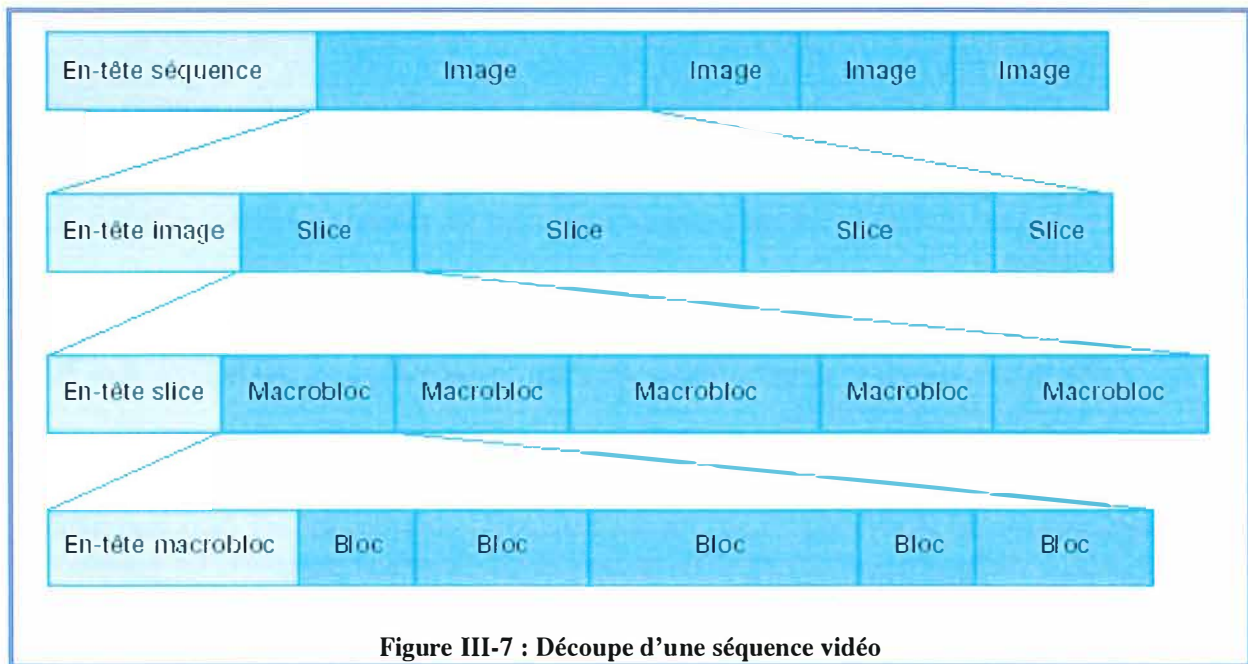 En-tête séquence Image Image Image Image
En-tête image Slice Slice Slice Slice
En-tête slice Macrobloc Macrobloc Macrobloc Macrobloc Macrobloc
En-tête macrobloc Bloc Bloc Bloc Bloc Bloc
Figure III-7 : Découpe d'une séquence vidéo